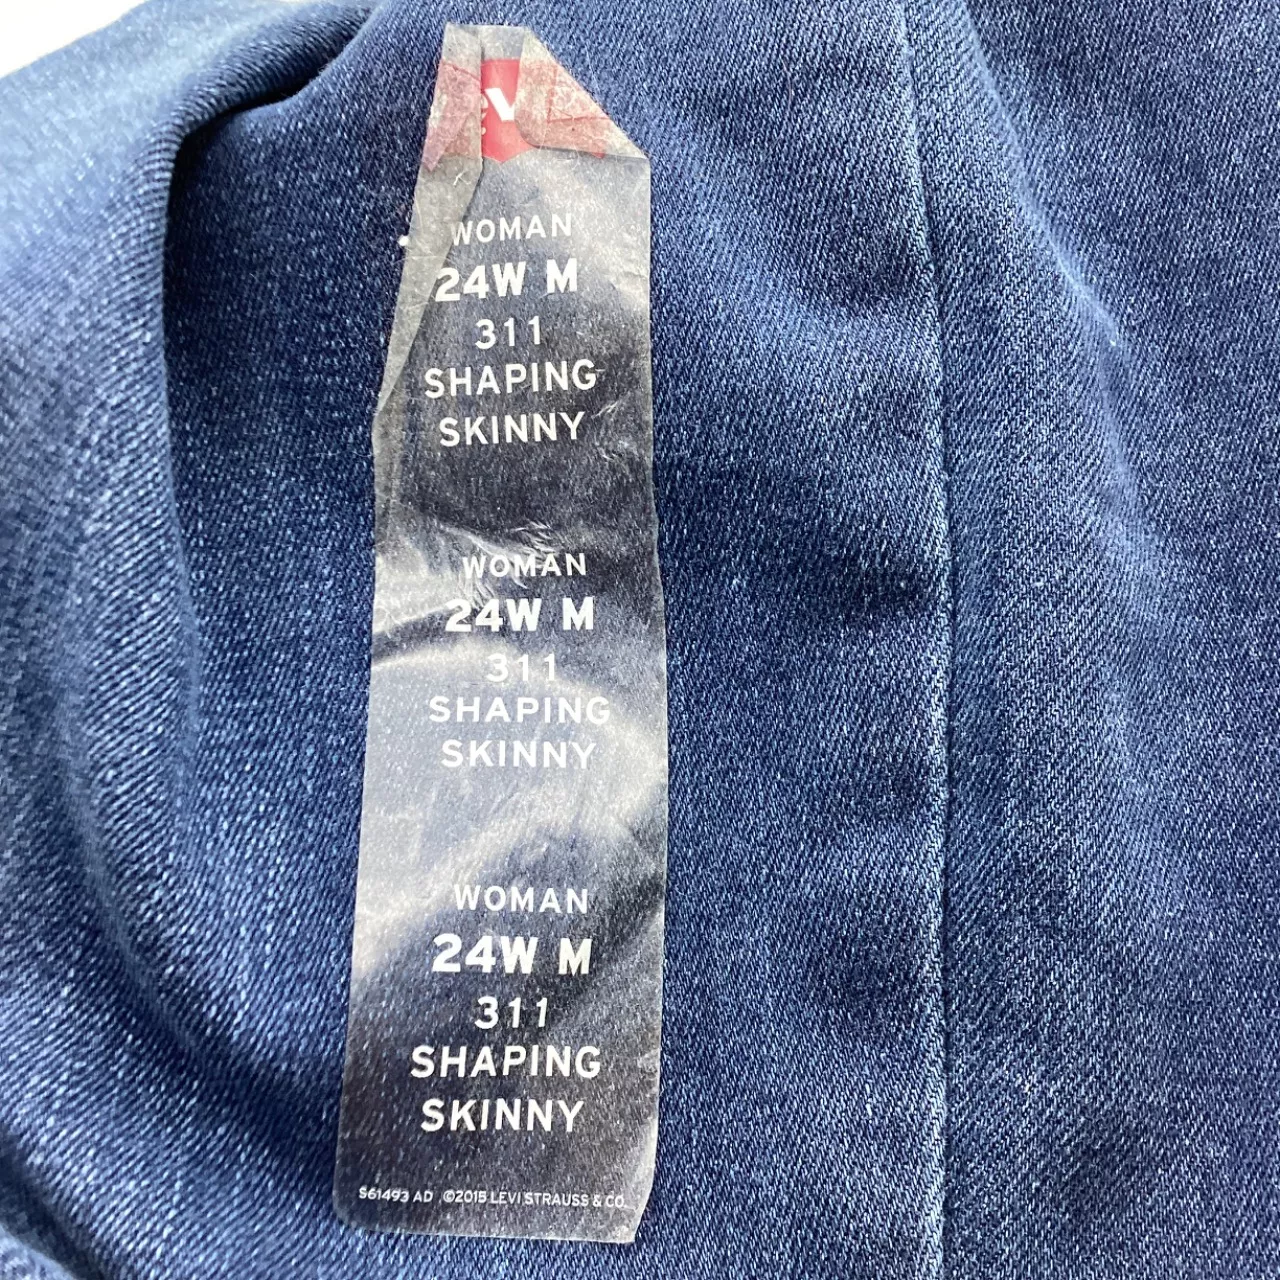 WOMAN
24W M
311
SHAPING
SKINNY
WOMAN
24W M
311
SHAPING
SKINNY
WOMAN
24W M
311
SHAPING
SKINNY
S61493 AD ©2015 LEVI STRAUSS & CO.